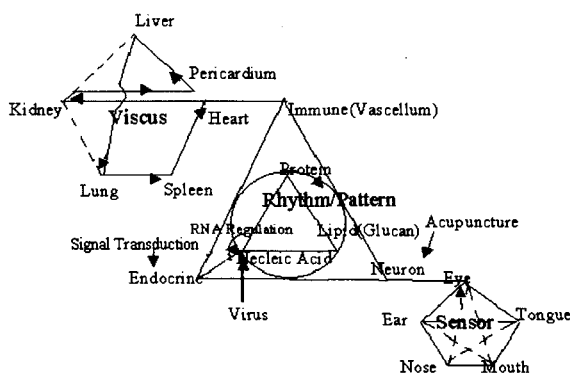 Liver
Pericardium
Kidney
Viscus
Heart
Immune(Vascellum)
Lung
Spleen
Protein
Rhythm/Pattern
RNA Regulation
Lipid(Glucan)
Acupuncture
Signal Transduction
Necleic Acid
Endocrine
Neuron
Eye
Virus
Ear
Sensor
Tongue
Nose
Mouth